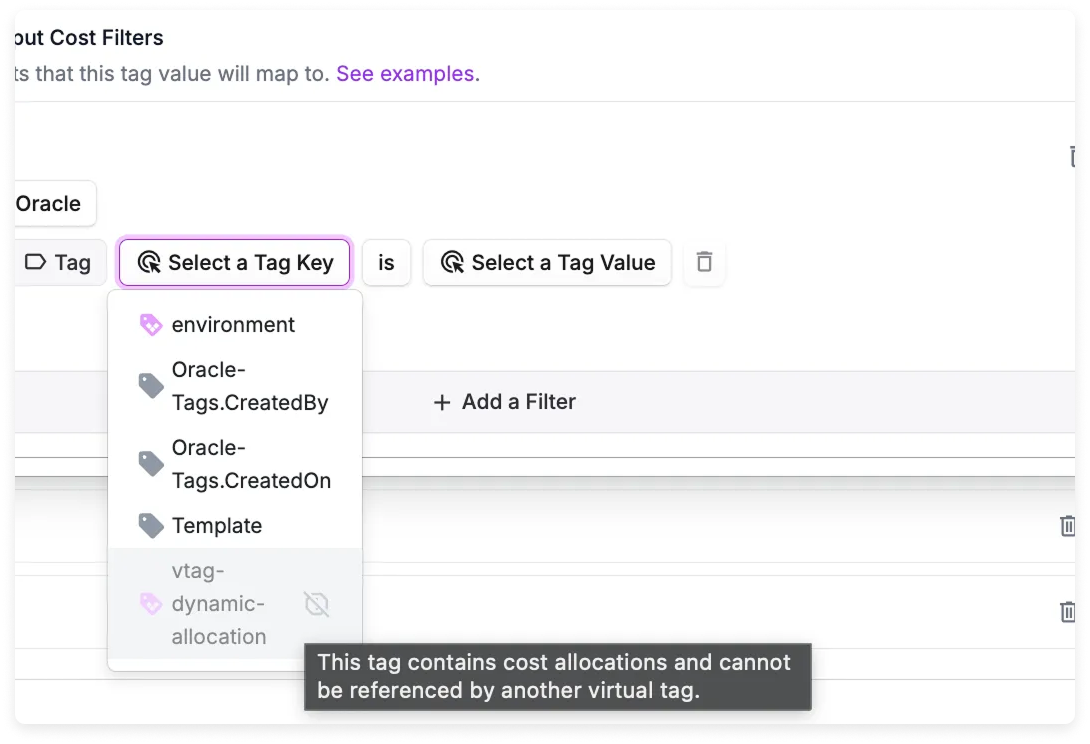 out Cost Filters
ts that this tag value will map to. See examples.
Oracle
Tag Select a Tag Key is Select a Tag Value
environment
Oracle-
Tags.CreatedBy
+ Add a Filter
Oracle-
Tags.CreatedOn
Template
vtag-
dynamic-
allocation
This tag contains cost allocations and cannot
be referenced by another virtual tag.